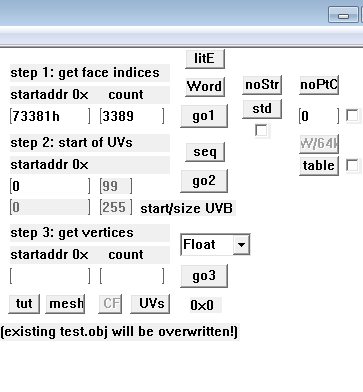 litE
step 1: get face indices
Word noStr noPtC
startaddr 0x count
73381h 3389 go1 std 0
step 2: start of UVs
seq
startaddr 0x table
0 99 go2
0 255 start/size UVB
step 3: get vertices
Float
startaddr 0x count
go3
tut mesh CF UVs 0x0
(existing test.obj will be overwritten!)